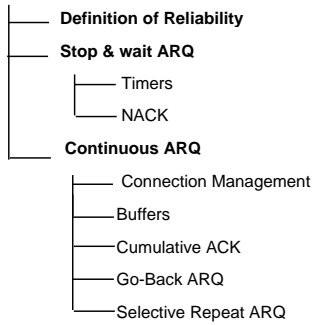 Definition of Reliability
Stop & wait ARQ
Timers
NACK
Continuous ARQ
Connection Management
Buffers
Cumulative ACK
Go-Back ARQ
Selective Repeat ARQ